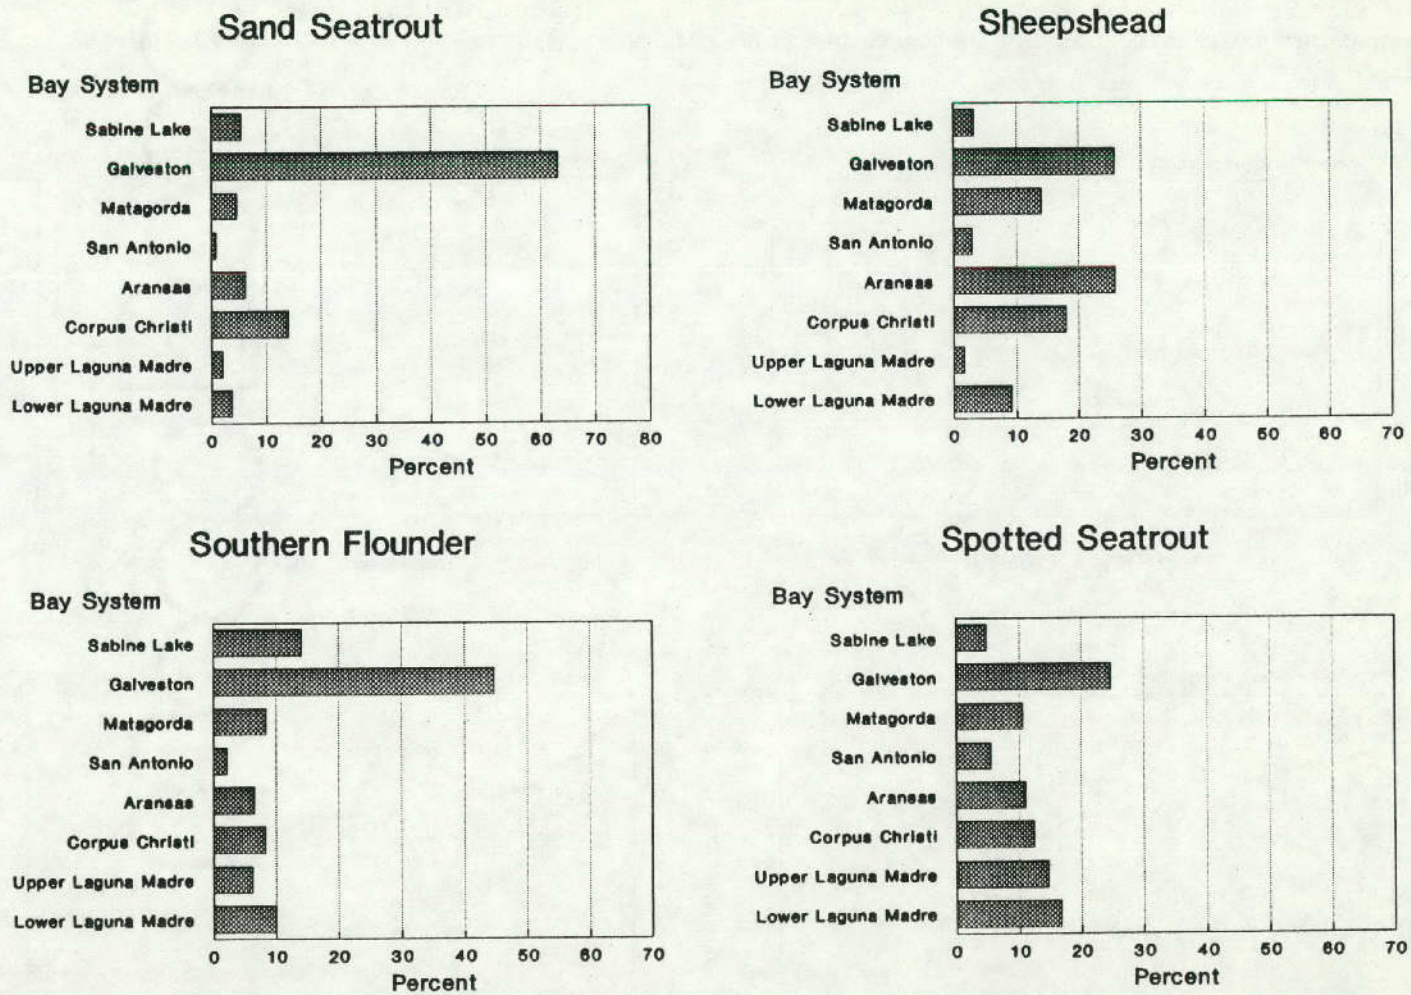 Sand Seatrout
Bay System
Sabine Lake
Galveston
Matagorda
San Antonio
Aransas
Corpus Christi
Upper Laguna Madre
Lower Laguna Madre
0 10 20 30 40 50 60 70 80
Percent
Sheepshead
Bay System
Sabine Lake
Galveston
Matagorda
San Antonio
Aransas
Corpus Christi
Upper Laguna Madre
Lower Laguna Madre
0 10 20 30 40 50 60 70
Percent
Southern Flounder
Bay System
Sabine Lake
Galveston
Matagorda
San Antonio
Aransas
Corpus Christi
Upper Laguna Madre
Lower Laguna Madre
0 10 20 30 40 50 60 70
Percent
Spotted Seatrout
Bay System
Sabine Lake
Galveston
Matagorda
San Antonio
Aransas
Corpus Christi
Upper Laguna Madre
Lower Laguna Madre
0 10 20 30 40 50 60 70
Percent